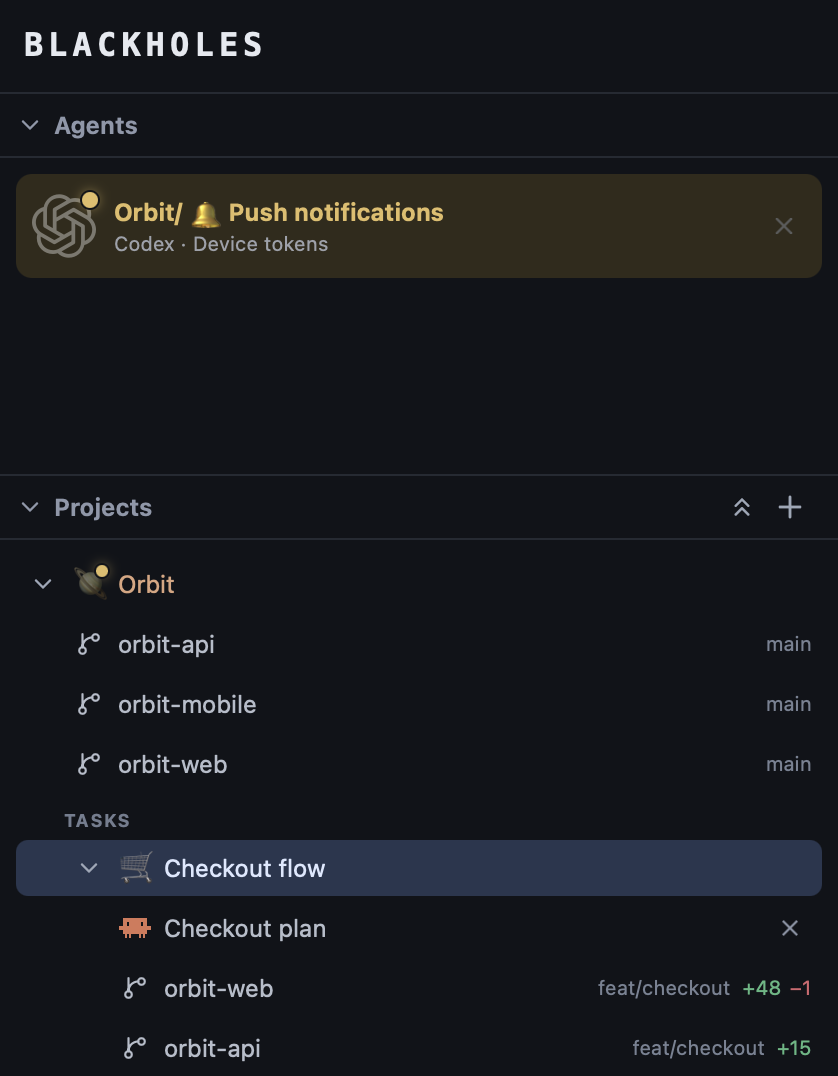 BLACKHOLES
Agents
Orbit/ 🔔 Push notifications
Codex · Device tokens
Projects
Orbit
orbit-api main
orbit-mobile main
orbit-web main
TASKS
Checkout flow
Checkout plan
orbit-web feat/checkout +48 −1
orbit-api feat/checkout +15